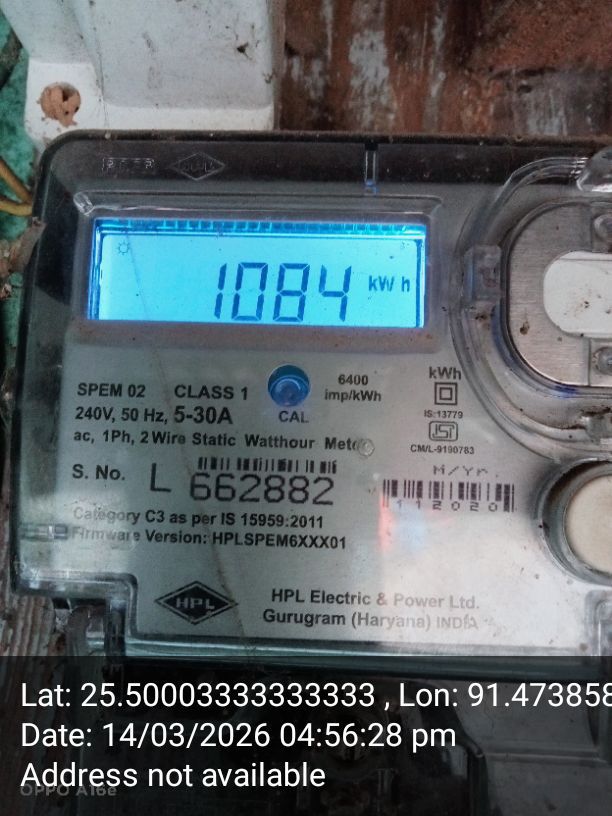 1084 kWh
SPEM 02 CLASS 1
6400 imp/kWh
kWh
240V, 50 Hz, 5-30A
CAL
IS:13779
ac, 1Ph, 2 Wire Static Watthour Meter
ISI
CM/L-9190783
S. No. L 662882
M/Yr.
112020
Category C3 as per IS 15959:2011
Firmware Version: HPLSPEM6XXX01
HPL
HPL Electric & Power Ltd.
Gurugram (Haryana) INDIA
Lat: 25.50003333333333 , Lon: 91.473858
Date: 14/03/2026 04:56:28 pm
Address not available
OPPO A16e